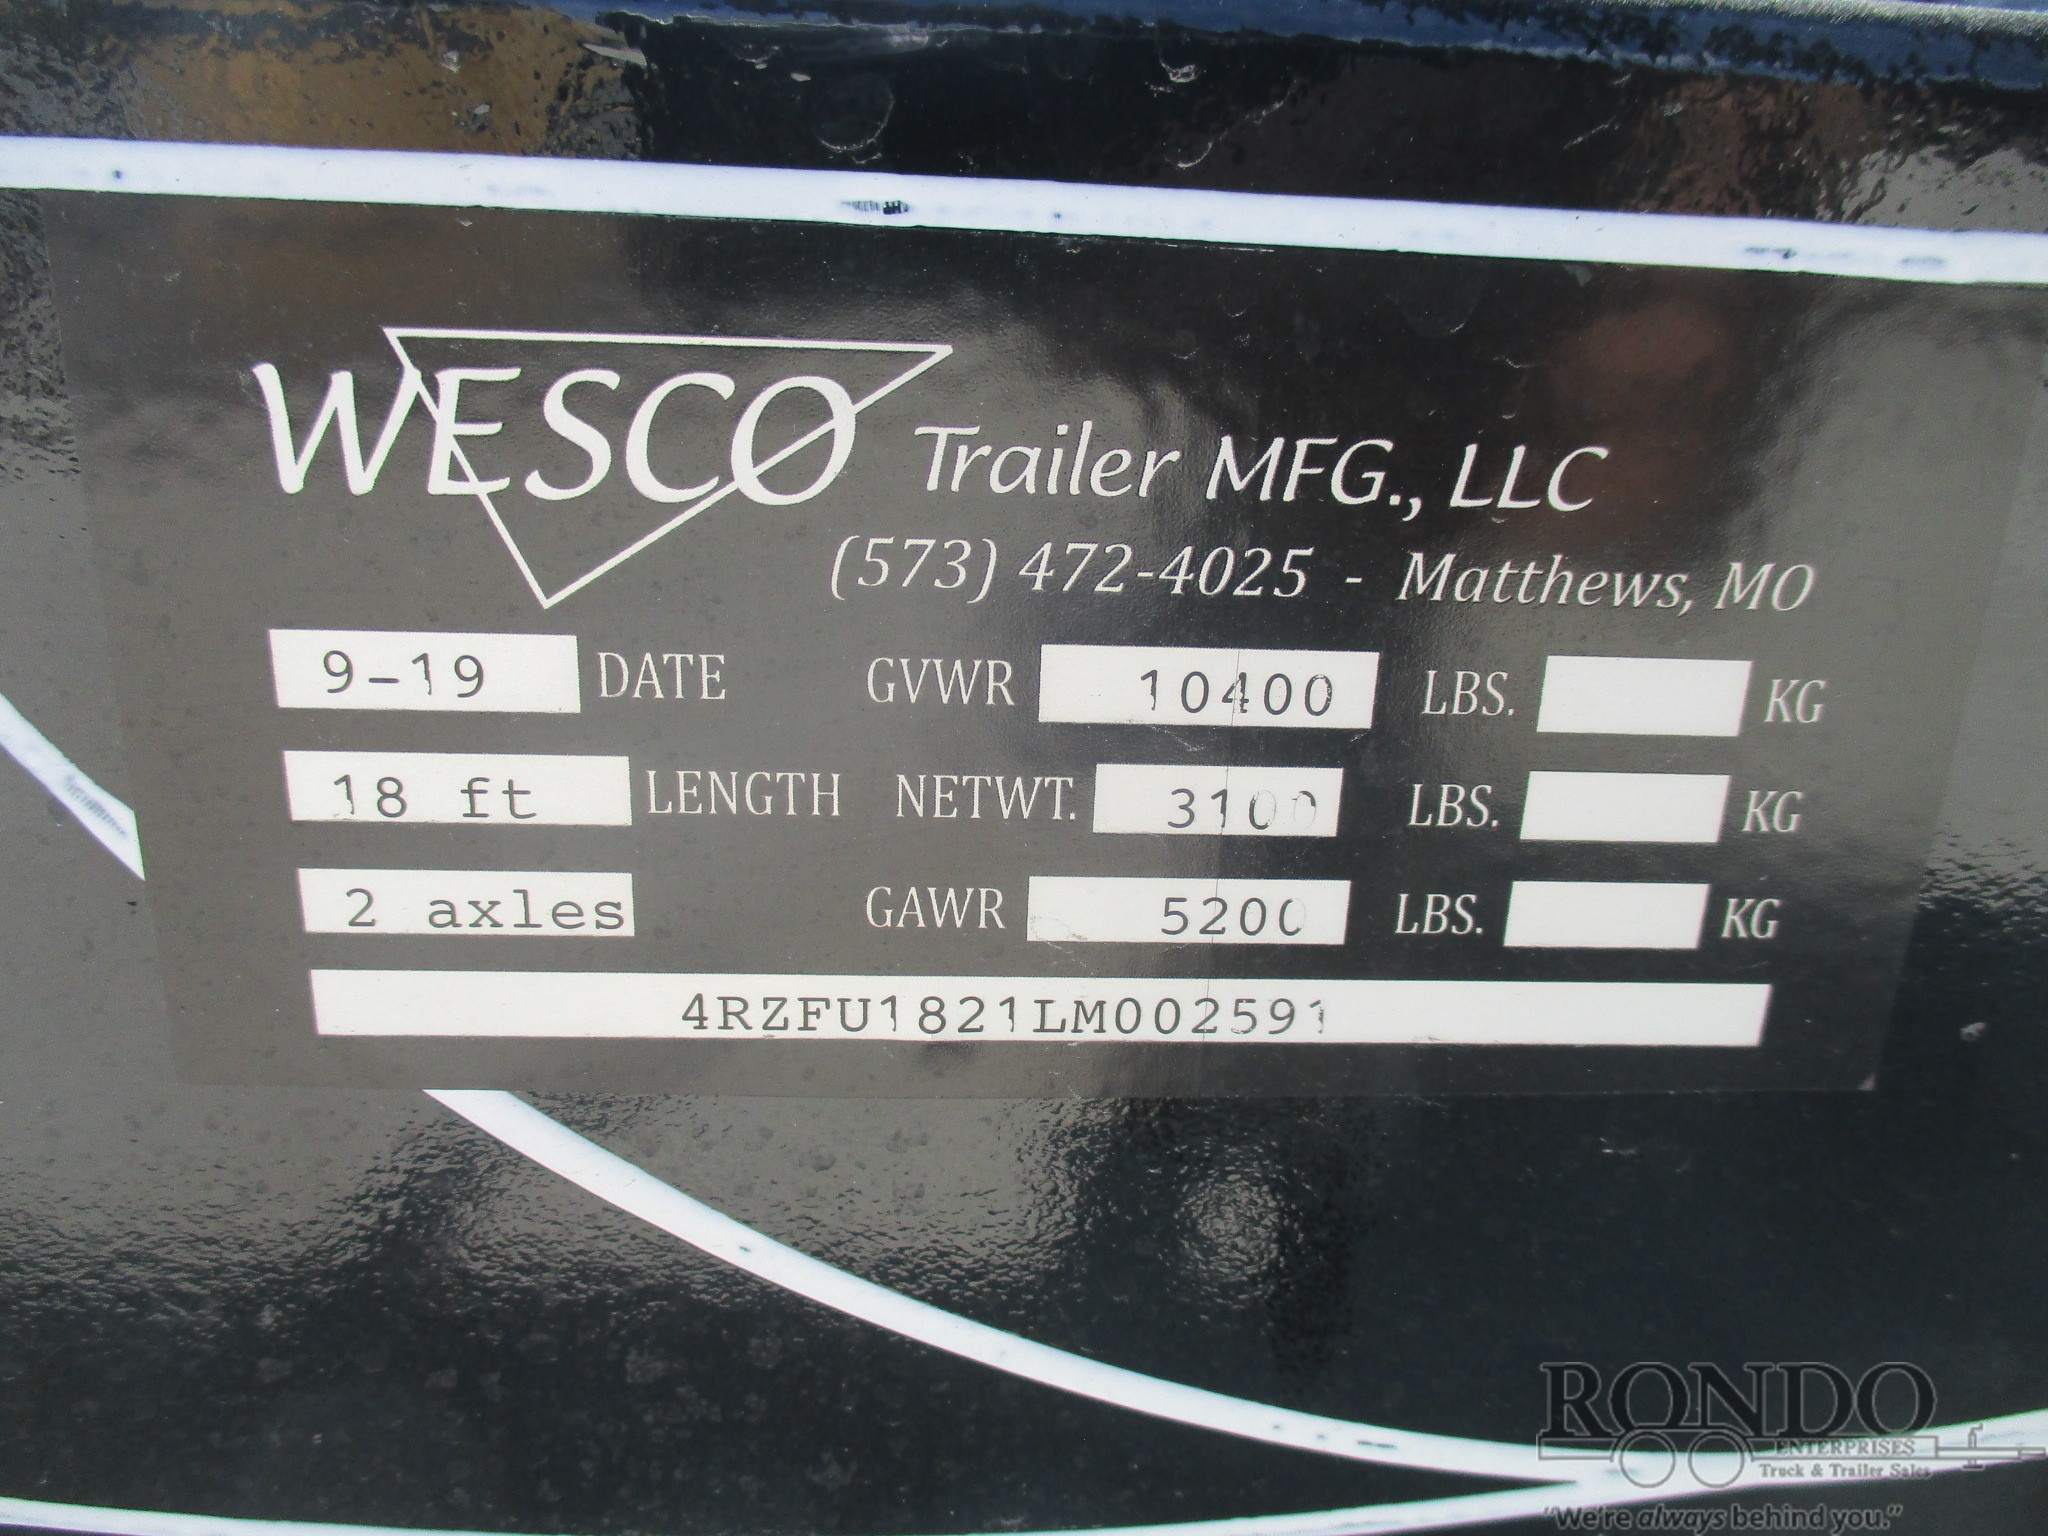 WESCO Trailer MFG., LLC
(573) 472-4025 - Matthews, MO
9-19 DATE GVWR 10400 LBS. KG
18 ft LENGTH NETWT. 3100 LBS. KG
2 axles GAWR 5200 LBS. KG
4RZFU1821LM002591
RONDO
ENTERPRISES
Truck & Trailer Sales
"We're always behind you."